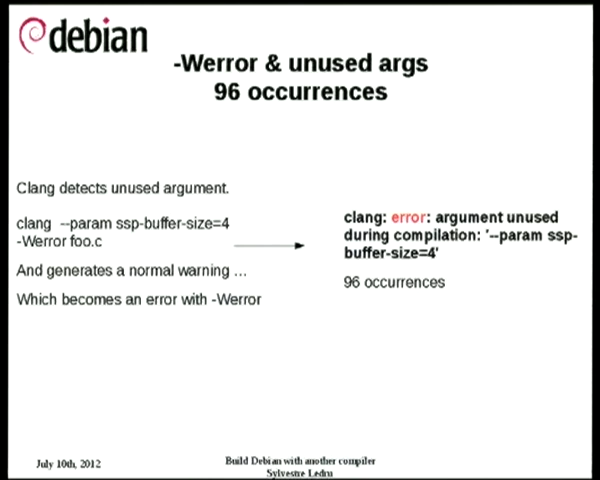 debian
-Werror & unused args
96 occurrences
Clang detects unused argument.
clang --param ssp-buffer-size=4
-Werror foo.c
And generates a normal warning ...
Which becomes an error with -Werror
clang: error: argument unused
during compilation: '--param ssp-
buffer-size=4'
96 occurrences
July 10th, 2012
Build Debian with another compiler
Sylvestre Ledru